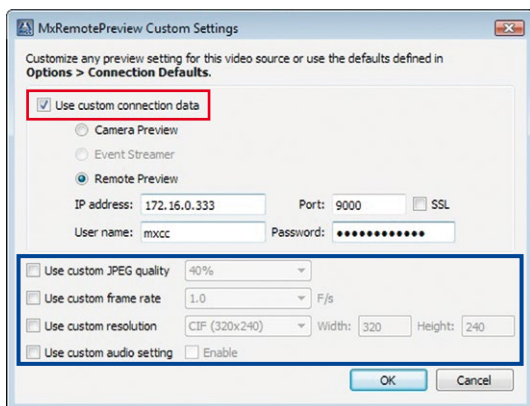 MxRemotePreview Custom Settings
Customize any preview setting for this video source or use the defaults defined in
Options > Connection Defaults.
Use custom connection data
Camera Preview
Event Streamer
Remote Preview
IP address: 172.16.0.333 Port: 9000 SSL
User name: mxcc Password: ●●●●●●●●●●●●
Use custom JPEG quality 40%
Use custom frame rate 1.0 F/s
Use custom resolution CIF (320x240) Width: 320 Height: 240
Use custom audio setting Enable
OK Cancel